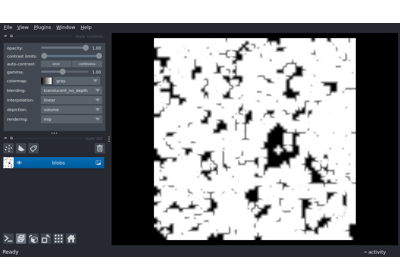 File View Plugins Window Help
opacity: 1.00
contrast limits:
auto-contrast: once continuous
gamma: 1.00
colormap: gray
blending: translucent_no_depth
interpolation: linear
depiction: volume
rendering: mip
blobs
Ready activity